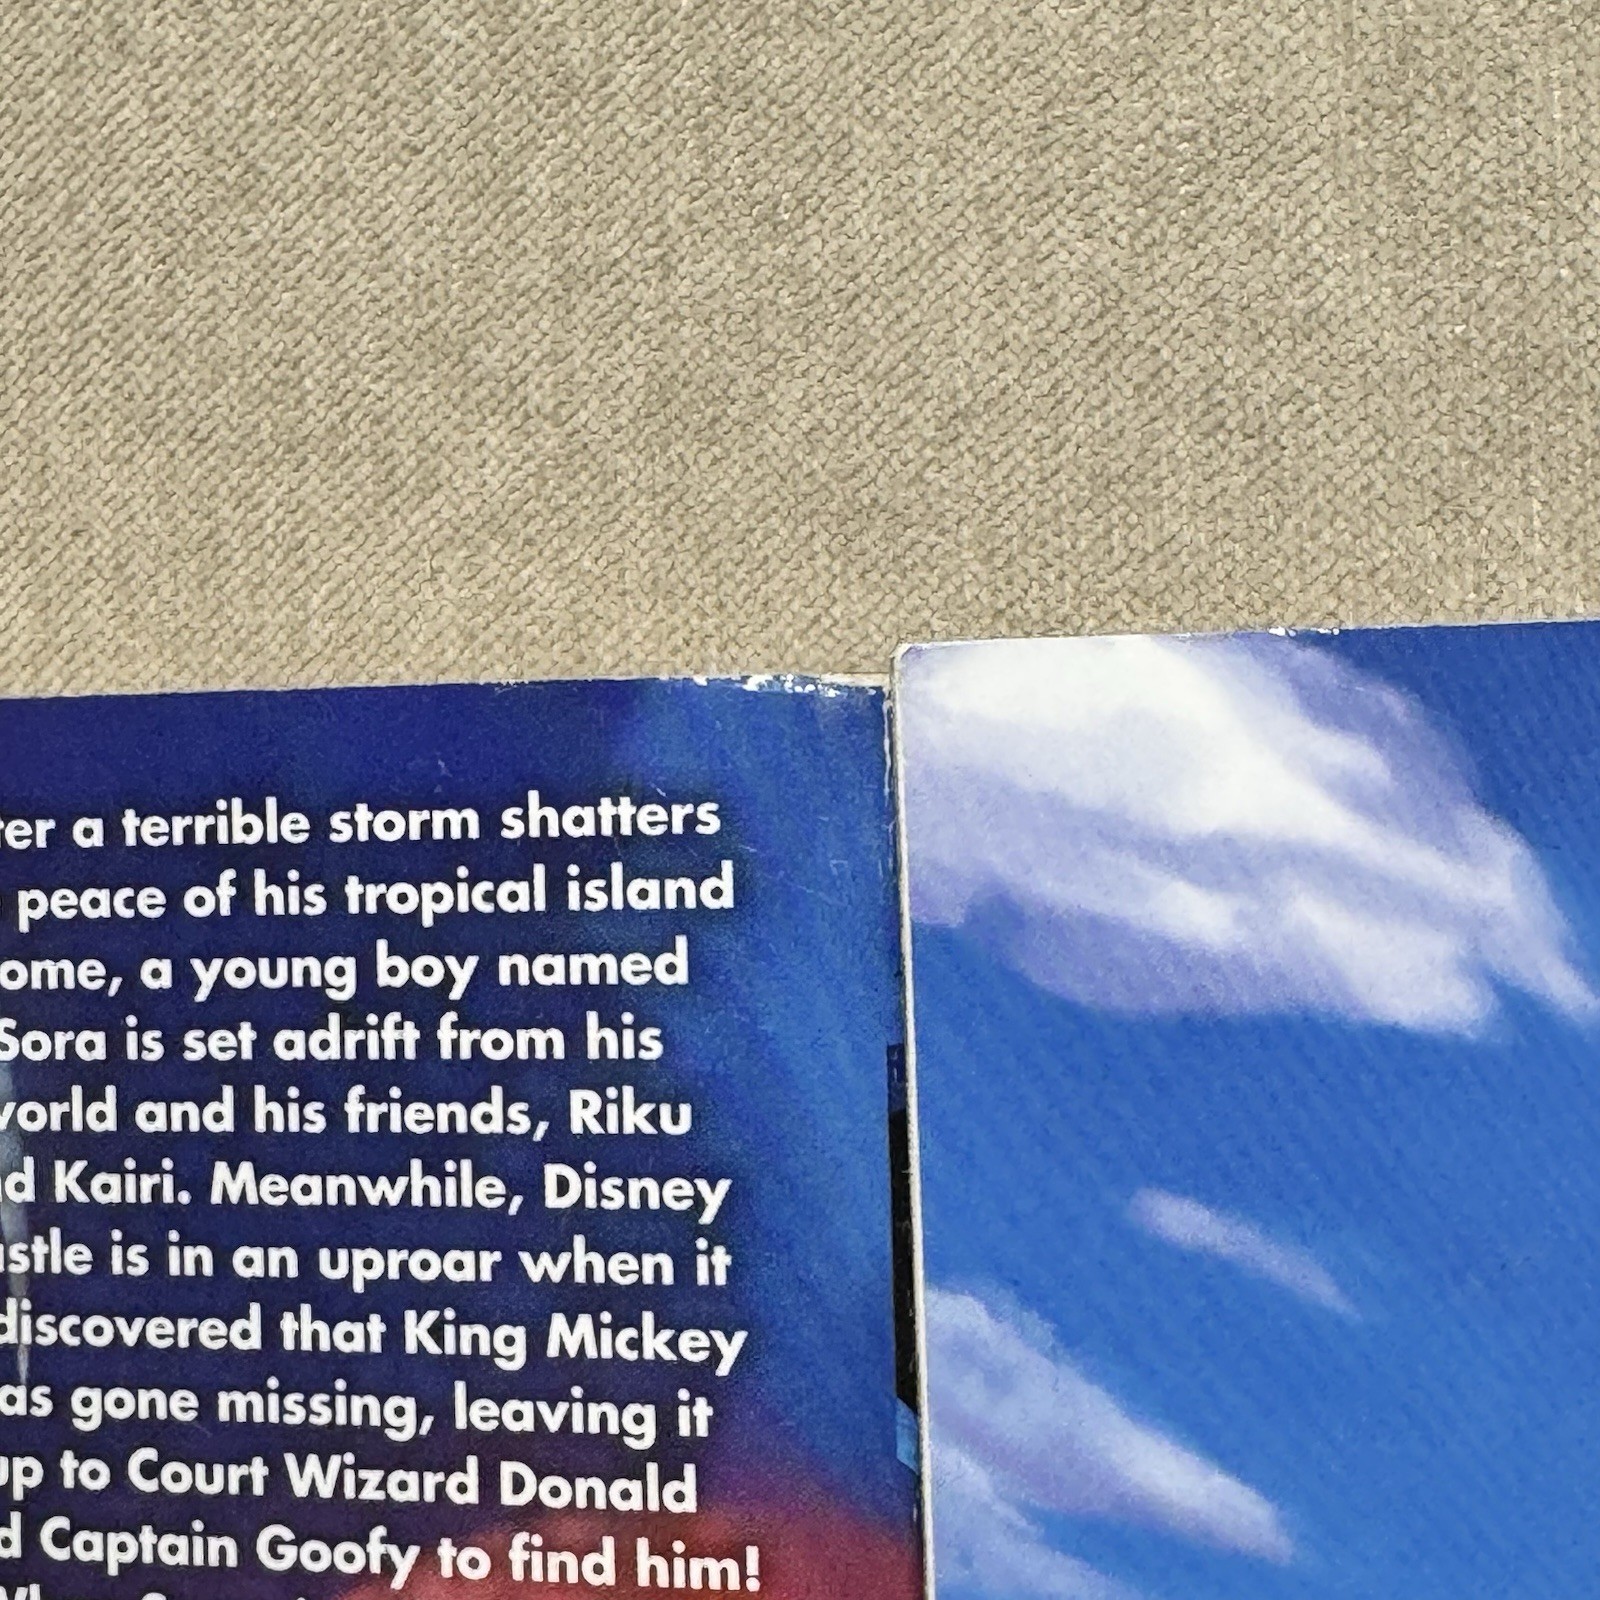 ter a terrible storm shatters
peace of his tropical island
ome, a young boy named
Sora is set adrift from his
world and his friends, Riku
d Kairi. Meanwhile, Disney
stle is in an uproar when it
discovered that King Mickey
as gone missing, leaving it
up to Court Wizard Donald
d Captain Goofy to find him!